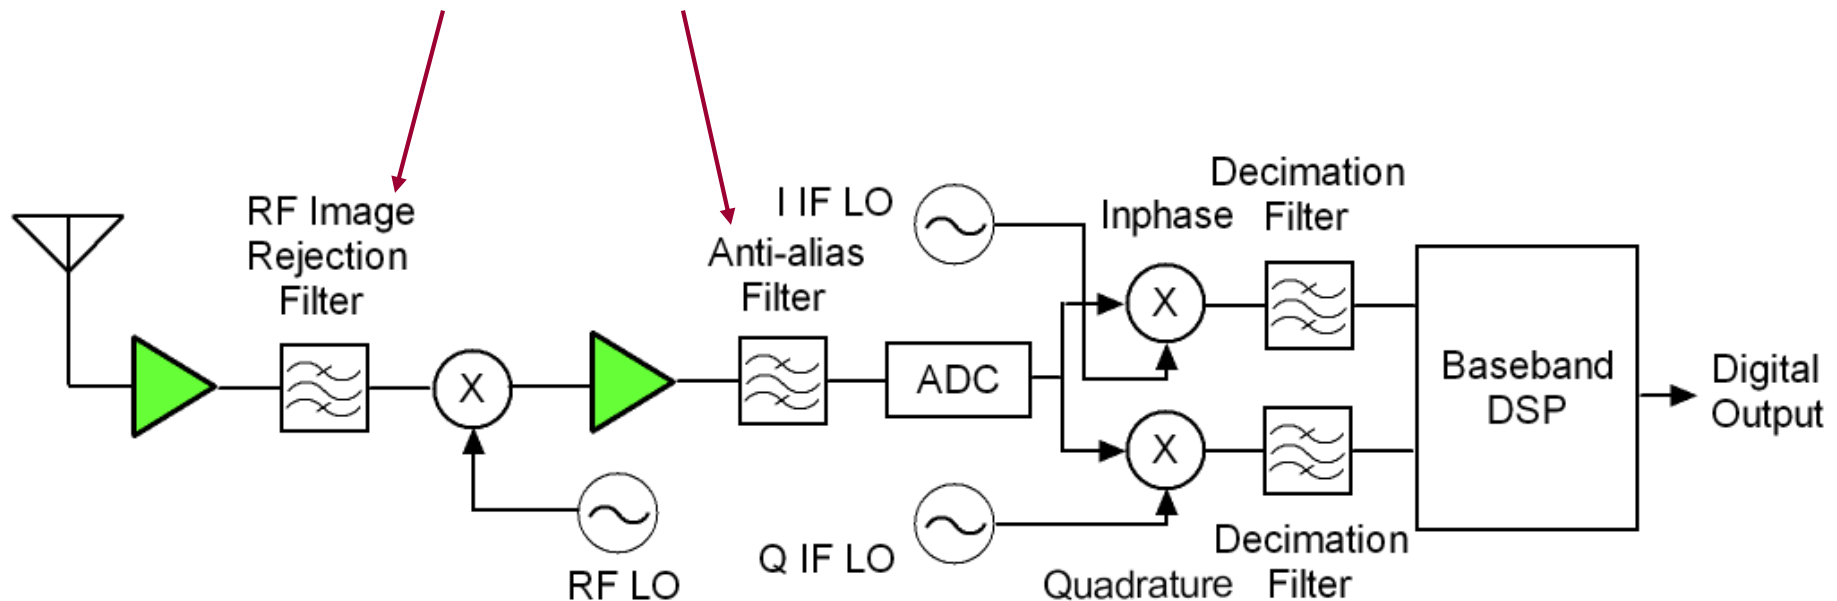 RF Image
Rejection
Filter
X
RF LO
Anti-alias
Filter
ADC
I IF LO
Q IF LO
Inphase
X
Decimation
Filter
X
Quadrature
Decimation
Filter
Baseband
DSP
Digital
Output